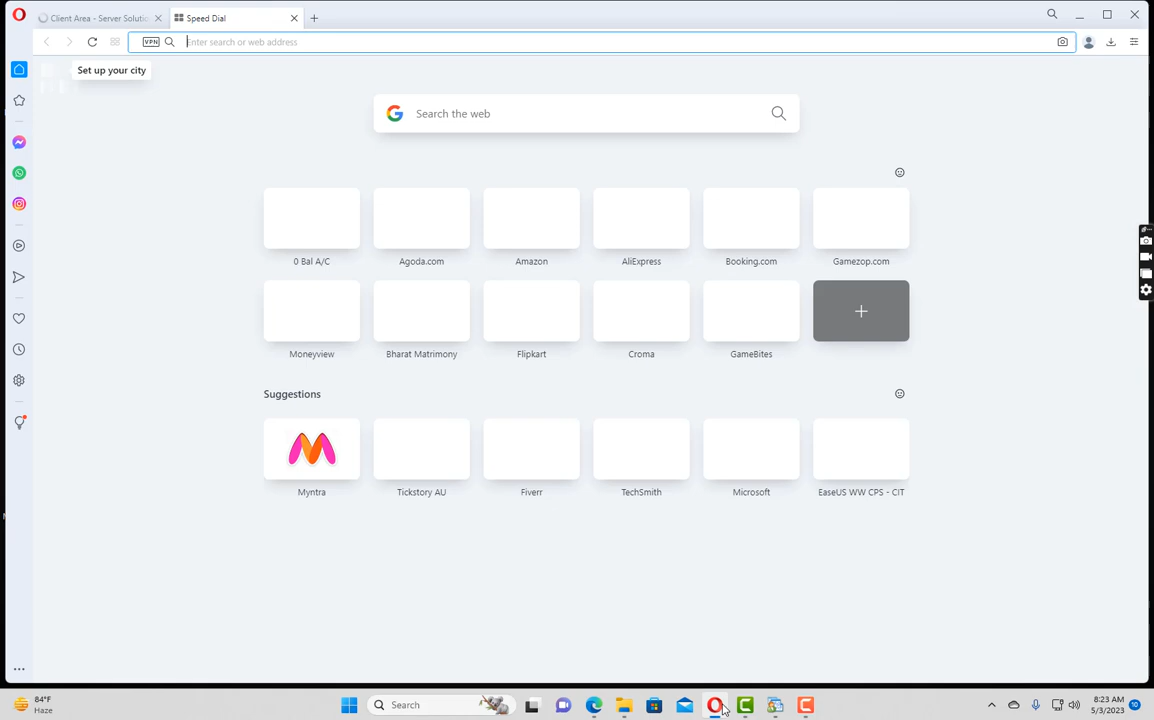 Client Area - Server Solutio
Speed Dial
VPN
Enter search or web address
Set up your city
Search the web
0 Bal A/C
Agoda.com
Amazon
AliExpress
Booking.com
Gamezop.com
Moneyview
Bharat Matrimony
Flipkart
Croma
GameBites
Suggestions
Myntra
Tickstory AU
Fiverr
TechSmith
Microsoft
EaseUS WW CPS - CIT
84°F
Haze
Search
8:23 AM
5/3/2023
10